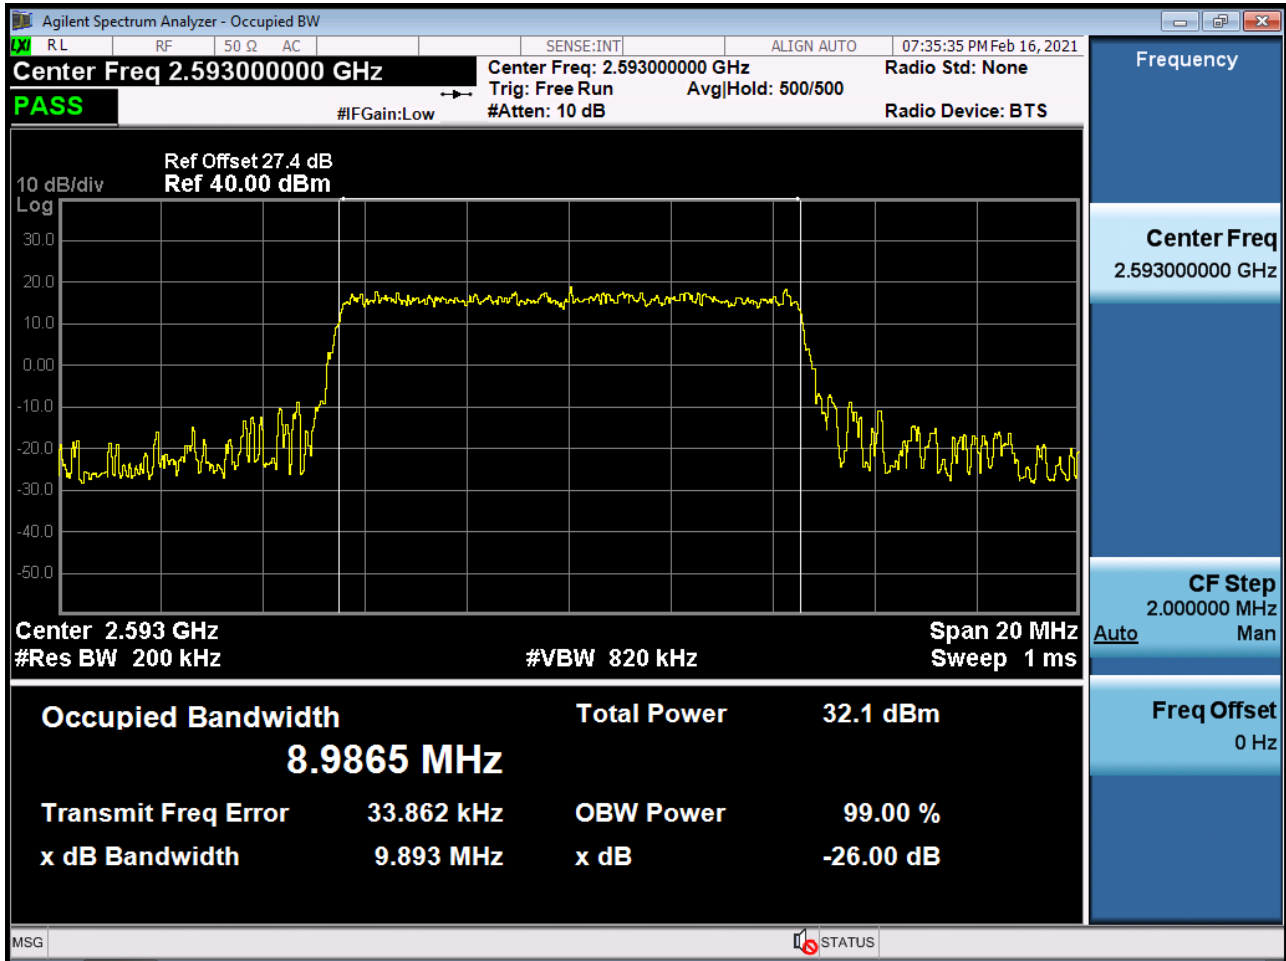 Agilent Spectrum Analyzer - Occupied BW
LXI RL RF 50 Ω AC SENSE:INT ALIGN AUTO 07:35:35 PM Feb 16, 2021
Center Freq 2.593000000 GHz
Center Freq: 2.593000000 GHz Radio Std: None
Trig: Free Run Avg|Hold: 500/500
PASS
#IFGain:Low #Atten: 10 dB Radio Device: BTS
Ref Offset 27.4 dB
10 dB/div Ref 40.00 dBm
Log
30.0
20.0
10.0
0.00
-10.0
-20.0
-30.0
-40.0
-50.0
Center 2.593 GHz Span 20 MHz
#Res BW 200 kHz #VBW 820 kHz Sweep 1 ms
Occupied Bandwidth Total Power 32.1 dBm
8.9865 MHz
Transmit Freq Error 33.862 kHz OBW Power 99.00 %
x dB Bandwidth 9.893 MHz x dB -26.00 dB
MSG STATUS
Frequency
Center Freq
2.593000000 GHz
CF Step
2.000000 MHz
Auto Man
Freq Offset
0 Hz